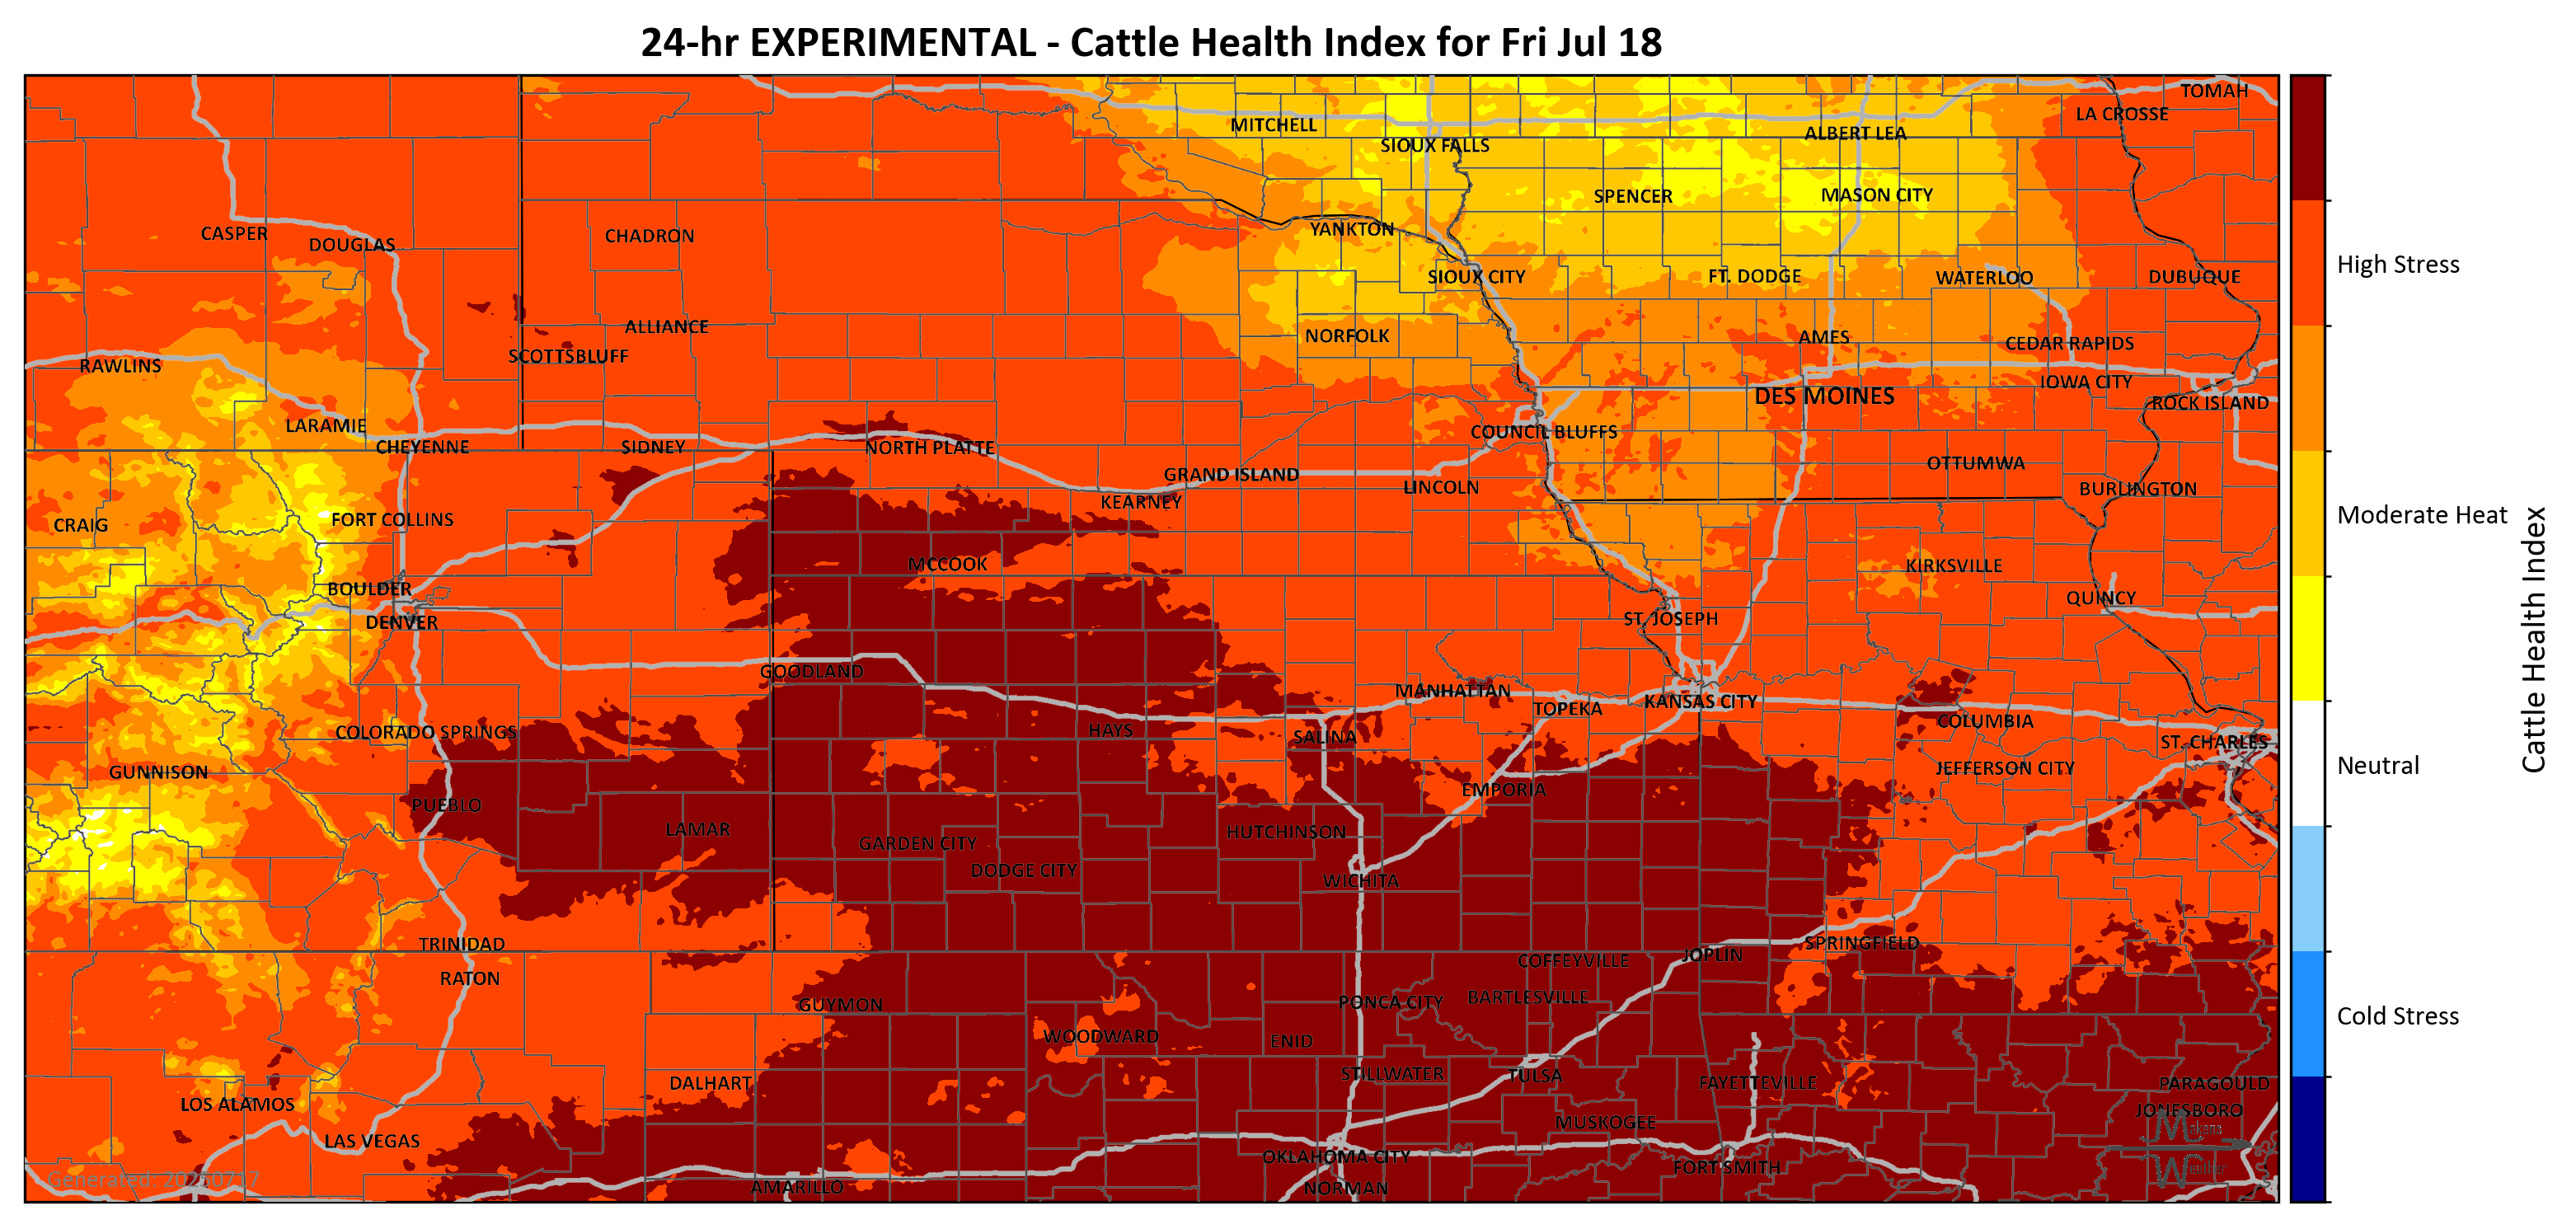 24-hr EXPERIMENTAL - Cattle Health Index for Fri Jul 18
TOMAH
LA CROSSE
MITCHELL
ALBERT LEA
SIOUX FALLS
SPENCER
MASON CITY
YANKTON
CASPER
CHADRON
DOUGLAS
High Stress
SIOUX CITY
FT. DODGE
WATERLOO
DUBUQUE
ALLIANCE
NORFOLK
AMES
CEDAR RAPIDS
SCOTTSBLUFF
RAWLINS
IOWA CITY
DES MOINES
ROCK ISLAND
LARAMIE
COUNCIL BLUFFS
CHEYENNE
SIDNEY
NORTH PLATTE
OTTUMWA
GRAND ISLAND
LINCOLN
BURLINGTON
KEARNEY
Moderate Heat
CRAIG
FORT COLLINS
MCCOOK
KIRKSVILLE
BOULDER
QUINCY
DENVER
ST. JOSEPH
Cattle Health Index
GOODLAND
MANHATTAN
KANSAS CITY
TOPEKA
COLUMBIA
COLORADO SPRINGS
HAYS
SALINA
ST. CHARLES
Neutral
GUNNISON
JEFFERSON CITY
EMPORIA
PUEBLO
LAMAR
HUTCHINSON
GARDEN CITY
DODGE CITY
WICHITA
TRINIDAD
SPRINGFIELD
JOPLIN
COFFEYVILLE
RATON
BARTLESVILLE
PONCA CITY
GUYMON
Cold Stress
WOODWARD
ENID
STILLWATER
TULSA
DALHART
FAYETTEVILLE
PARAGOULD
LOS ALAMOS
JONESBORO
MUSKOGEE
Makens
LAS VEGAS
OKLAHOMA CITY
FORT SMITH
Weather
Generated: 20250717
AMARILLO
NORMAN